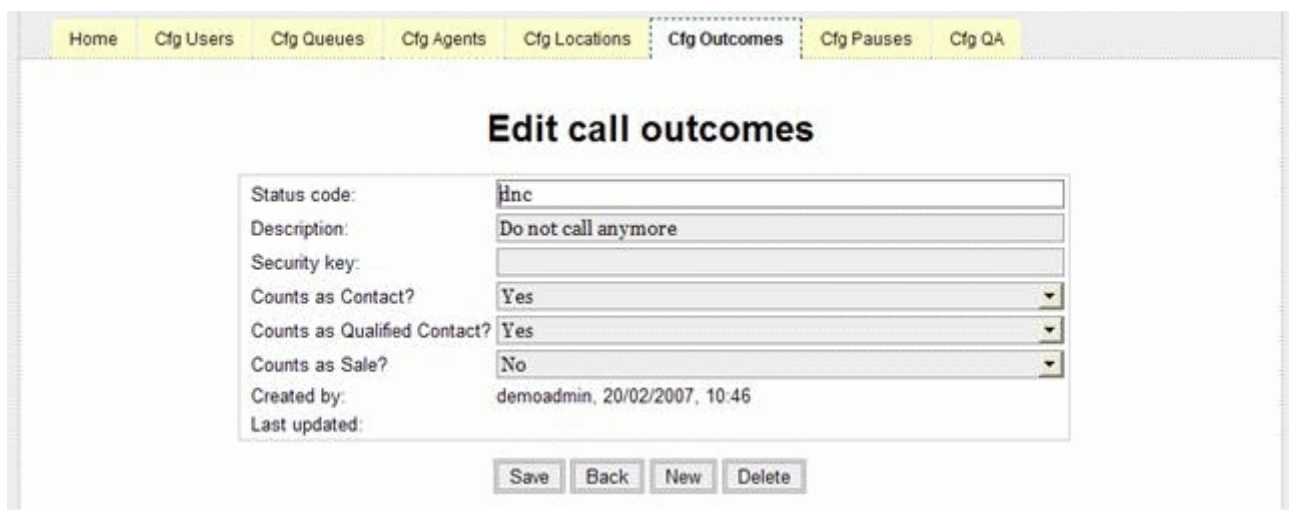 Home Cfg Users Cfg Queues Cfg Agents Cfg Locations Cfg Outcomes Cfg Pauses Cfg QA
Edit call outcomes
Status code: dnc
Description: Do not call anymore
Security key:
Counts as Contact? Yes
Counts as Qualified Contact? Yes
Counts as Sale? No
Created by: demoadmin, 20/02/2007, 10:46
Last updated:
Save Back New Delete